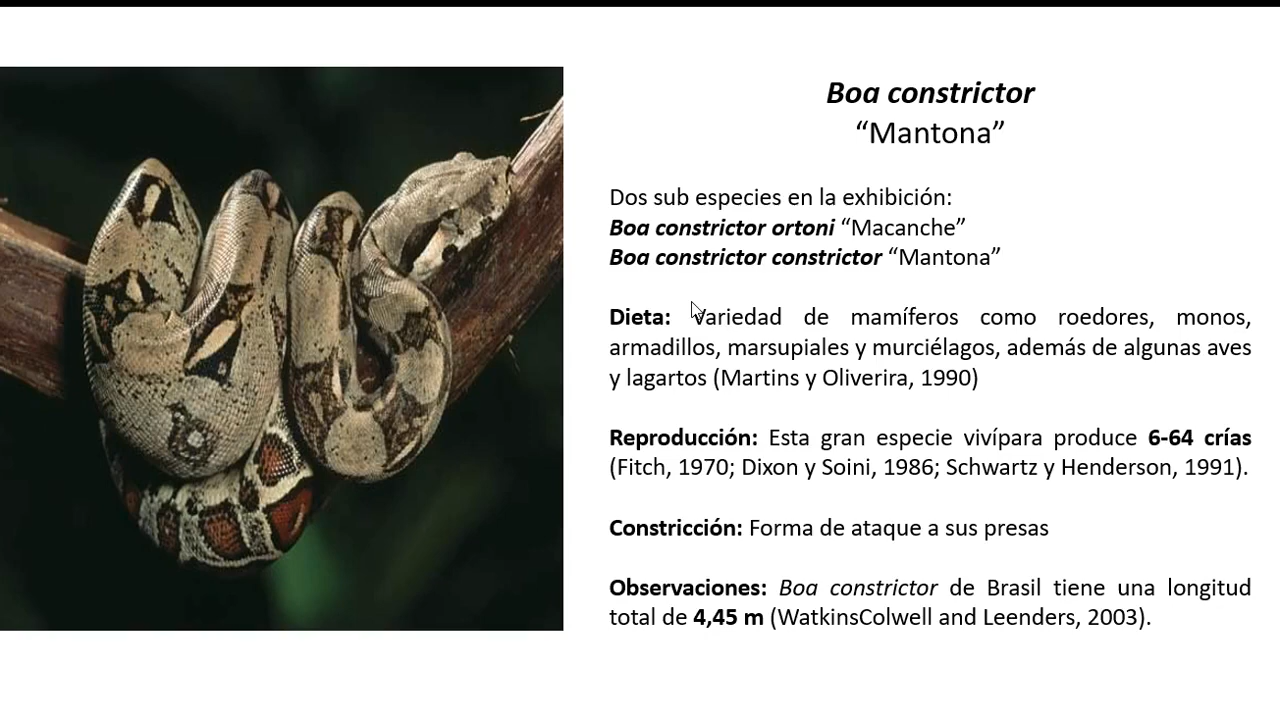 Boa constrictor
“Mantona”
Dos sub especies en la exhibición:
Boa constrictor ortoni “Macanche”
Boa constrictor constrictor “Mantona”
Dieta: Variedad de mamíferos como roedores, monos,
armadillos, marsupiales y murciélagos, además de algunas aves
y lagartos (Martins y Oliverira, 1990)
Reproducción: Esta gran especie vivípara produce 6-64 crías
(Fitch, 1970; Dixon y Soini, 1986; Schwartz y Henderson, 1991).
Constricción: Forma de ataque a sus presas
Observaciones: Boa constrictor de Brasil tiene una longitud
total de 4,45 m (WatkinsColwell and Leenders, 2003).